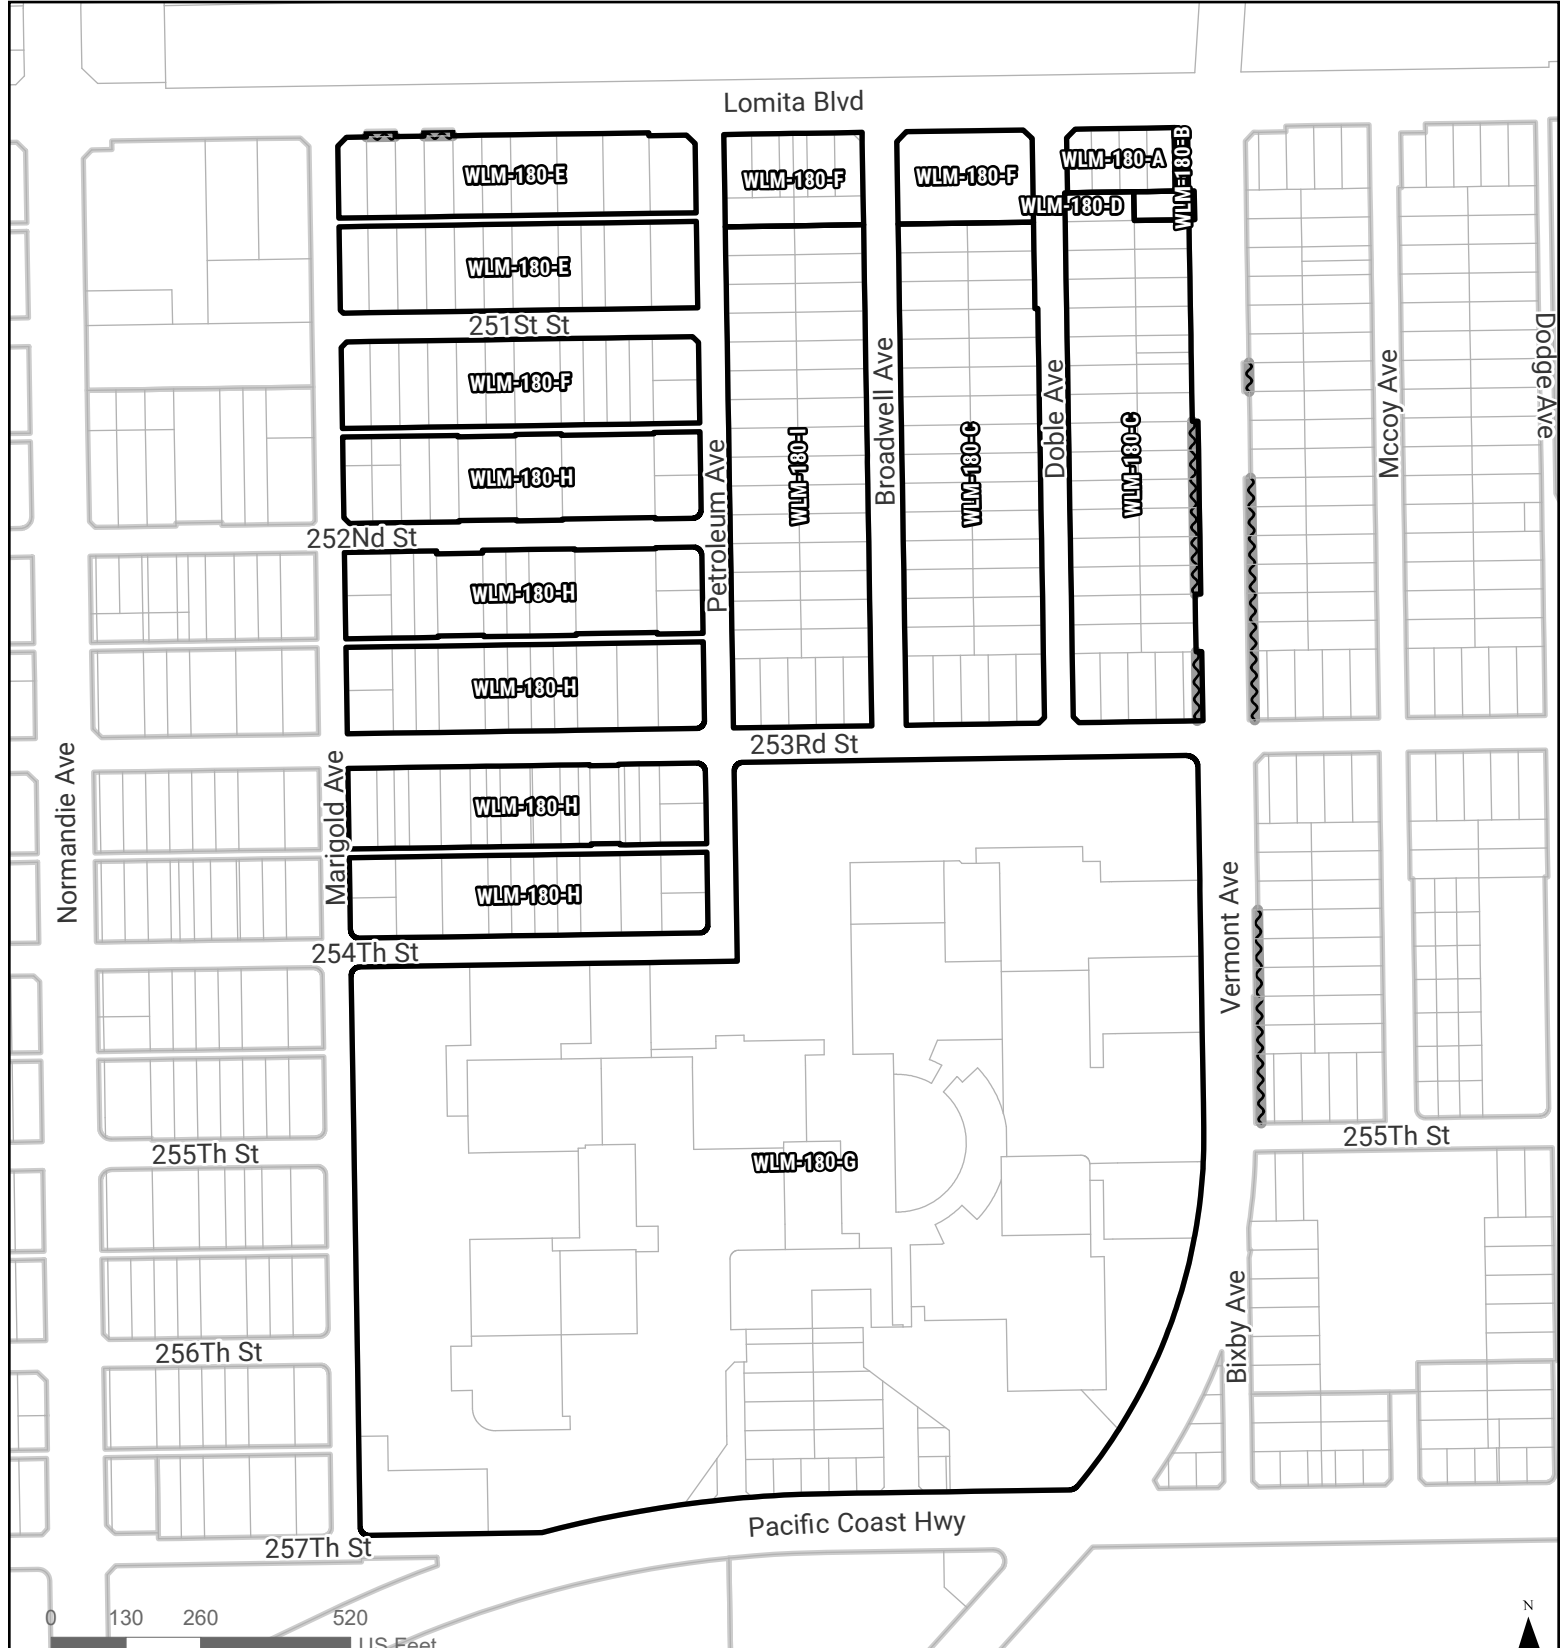 Lomita Blvd
WLM-180-E
WLM-180-F
WLM-180-F
WLM-180-A
WLM-180-B
WLM-180-D
WLM-180-E
251St St
WLM-180-F
WLM-180-H
252Nd St
WLM-180-H
WLM-180-H
Petroleum Ave
WLM-180-I
Broadwell Ave
WLM-180-C
Doble Ave
WLM-180-C
Mccoy Ave
Dodge Ave
253Rd St
Normandie Ave
Marigold Ave
WLM-180-H
WLM-180-H
254Th St
Vermont Ave
255Th St
255Th St
WLM-180-G
256Th St
Bixby Ave
Pacific Coast Hwy
257Th St
0 130 260 520
US Feet
N